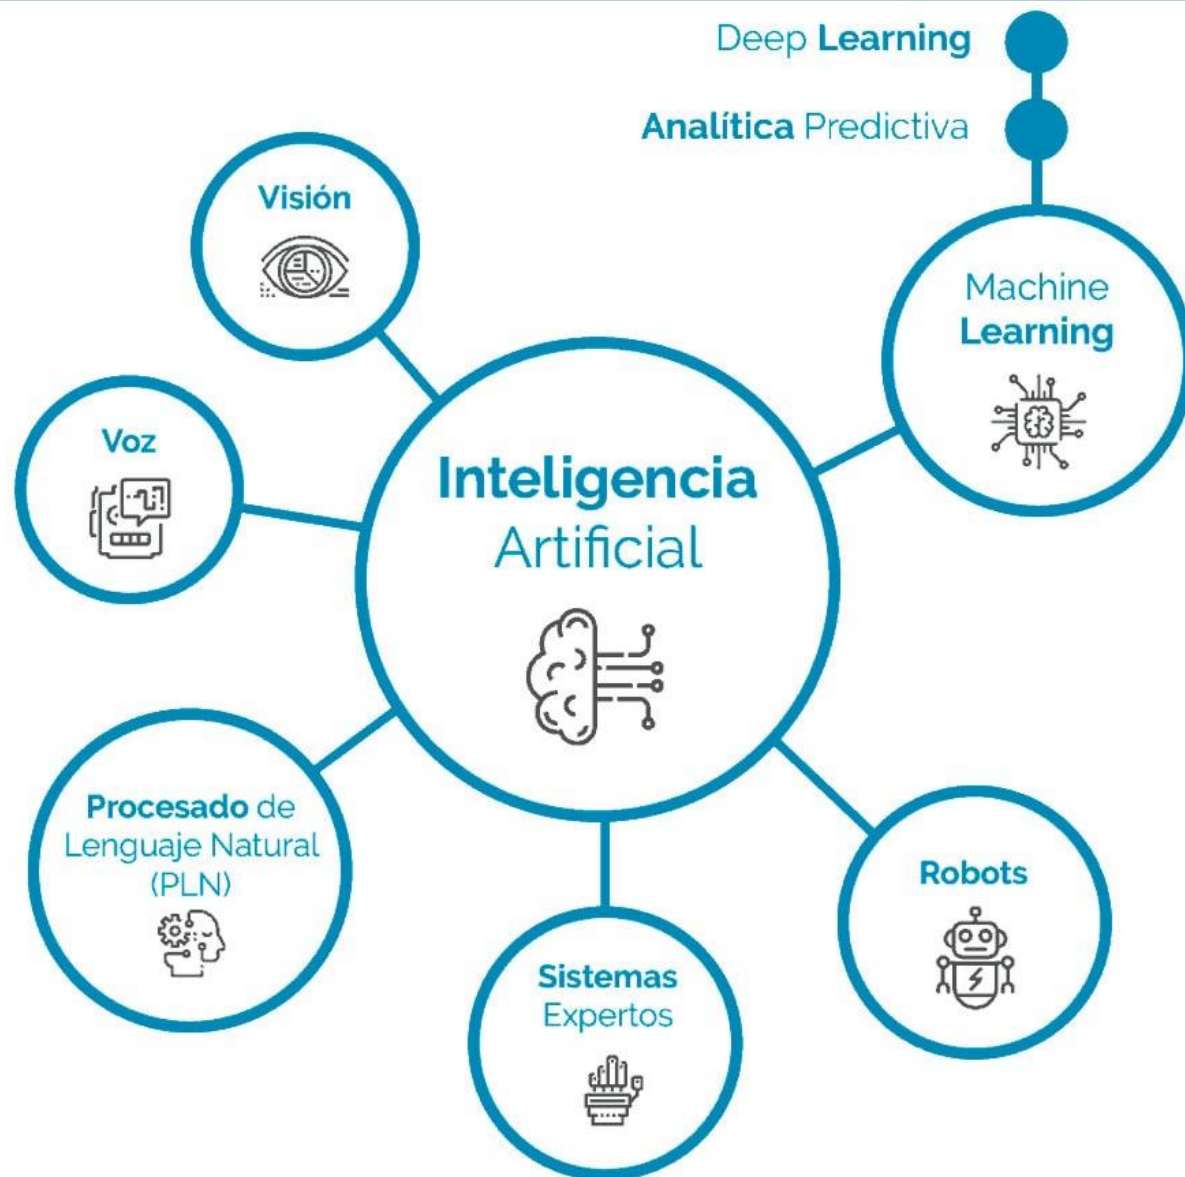 Deep Learning
Analítica Predictiva
Visión
Machine
Learning
Voz
Inteligencia
Artificial
Procesado de
Lenguaje Natural
(PLN)
Robots
Sistemas
Expertos